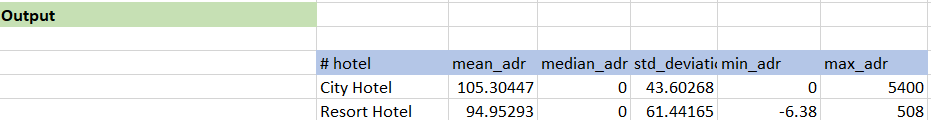 Output
# hotel mean_adr median_adr std_deviatic min_adr max_adr
City Hotel 105.30447 0 43.60268 0 5400
Resort Hotel 94.95293 0 61.44165 -6.38 508